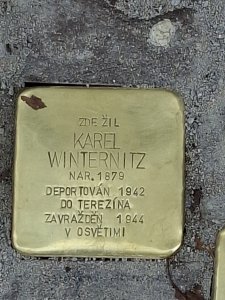 ZDE ŽIL
KAREL
WINTERNITZ
NAR. 1879
DEPORTOVÁN 1942
DO TEREZÍNA
ZAVRAŽDĚN 1944
V OSVĚTIMI